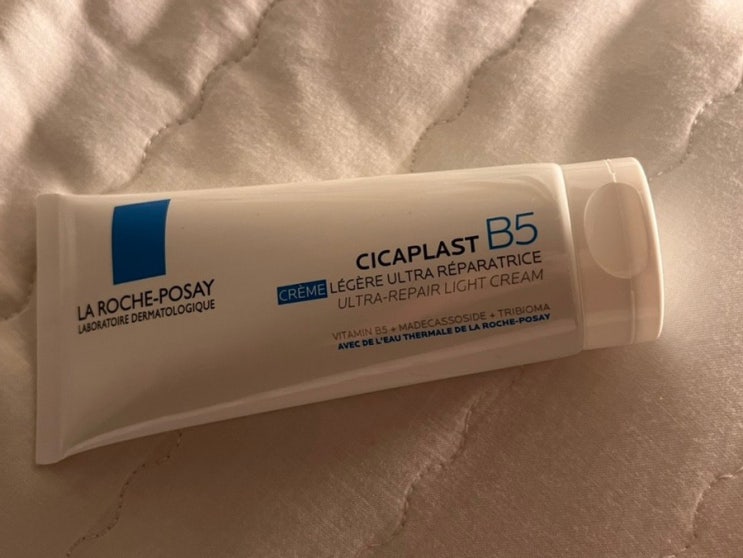 LA ROCHE-POSAY
LABORATOIRE DERMATOLOGIQUE
CICAPLAST B5
CRÈME LÉGÈRE ULTRA RÉPARATRICE
ULTRA-REPAIR LIGHT CREAM
VITAMIN B5 + MADECASSOSIDE + TRIBIOMA
AVEC DE L'EAU THERMALE DE LA ROCHE-POSAY